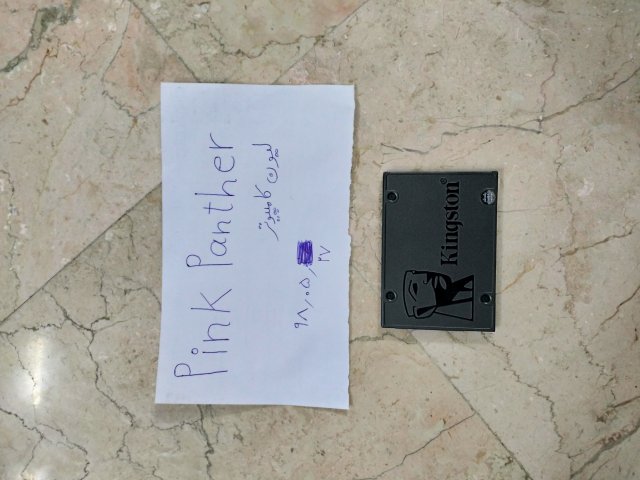 Pink Panther
لیون کامپیوتر
۹۸,۰۵,
۲۷
Kingston